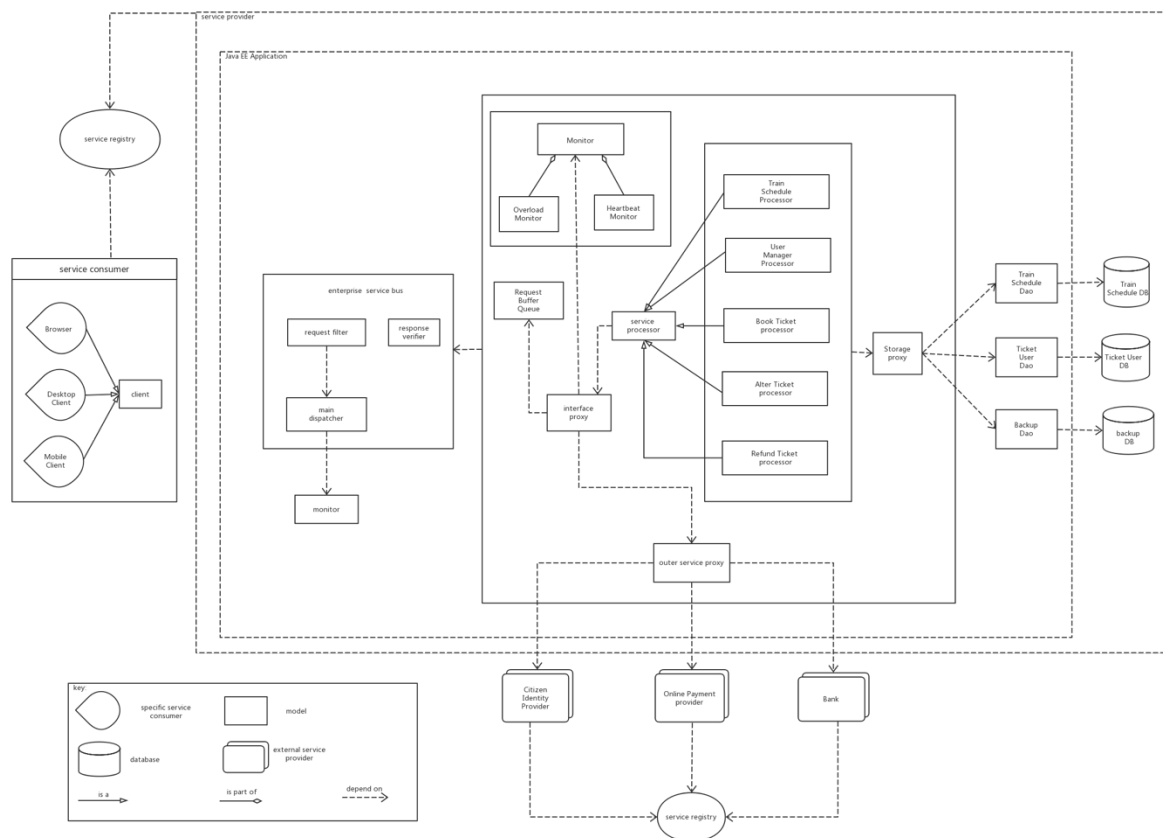 service provider
Java EE Application
service registry
Monitor
Overload
Monitor
Heartbeat
Monitor
Train
Schedule
Processor
User
Manager
Processor
service consumer
Browser
Desktop
Client
Mobile
Client
client
enterprise service bus
request filter
response
verifier
main
dispatcher
monitor
Request
Buffer
Queue
service
processor
interface
proxy
Book Ticket
processor
Alter Ticket
processor
Refund Ticket
processor
Storage
proxy
Train
Schedule
Dao
Train
Schedule DB
Ticket
User
Dao
Ticket User
DB
Backup
Dao
backup
DB
outer service proxy
Citizen
Identity
Provider
Online Payment
provider
Bank
service registry
key
specific service
consumer
model
database
external service
provider
is a
is part of
depend on